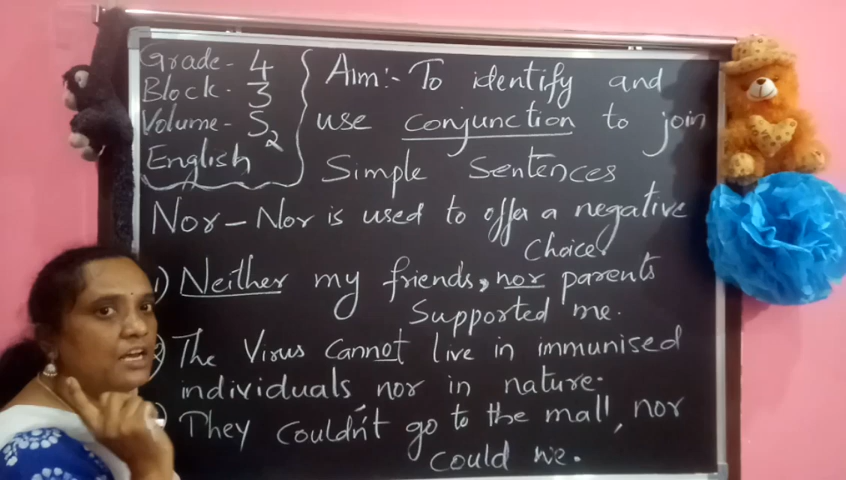 Grade - 4
Block - 3
Volume - S2
English
Aim:- To identify and
use conjunction to join
Simple Sentences
Nor - Nor is used to offer a negative
Choice.
1) Neither my friends, nor parents
Supported me.
The Virus cannot live in immunised
individuals nor in nature.
They couldn't go to the mall, nor
could we.